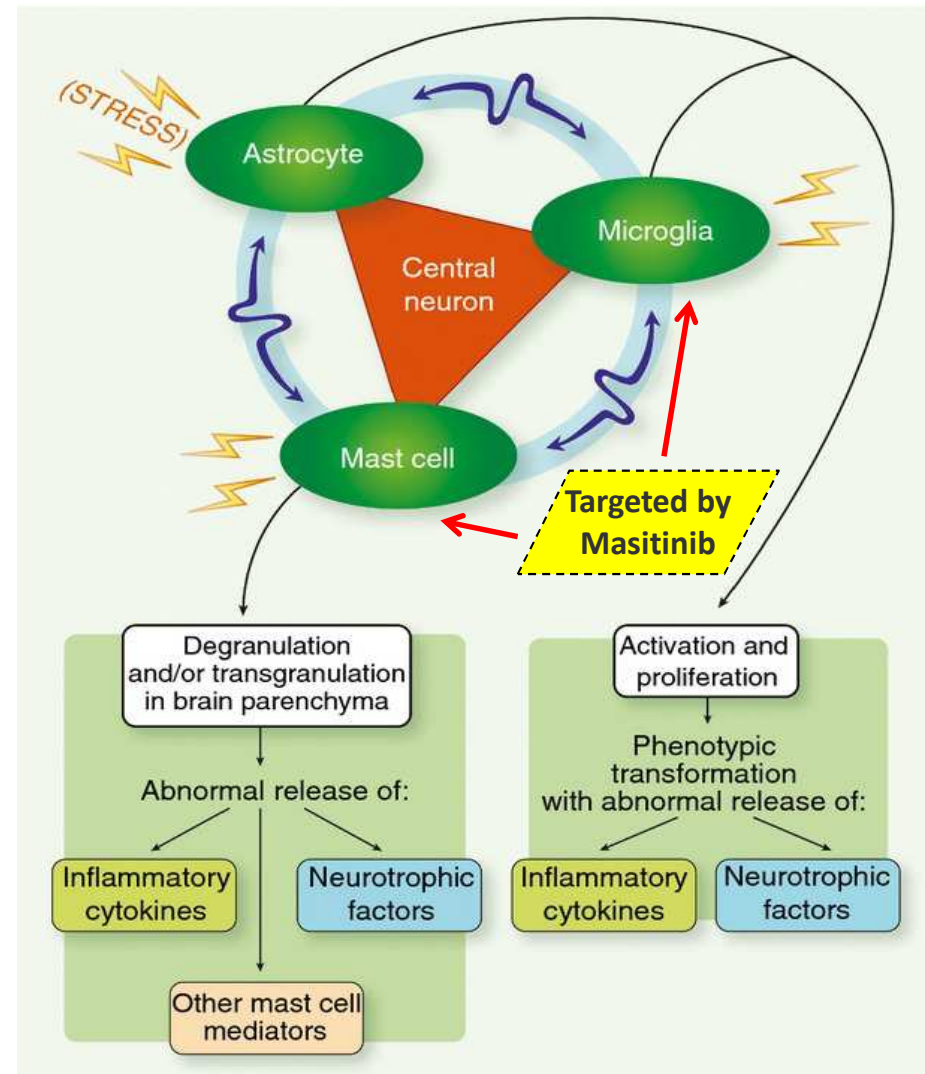 (STRESS)
Astrocyte
Microglia
Central
neuron
Mast cell
Targeted by
Masitinib
Degranulation
and/or transgranulation
in brain parenchyma
Abnormal release of:
Inflammatory
cytokines
Neurotrophic
factors
Other mast cell
mediators
Activation and
proliferation
Phenotypic
transformation
with abnormal release of:
Inflammatory
cytokines
Neurotrophic
factors